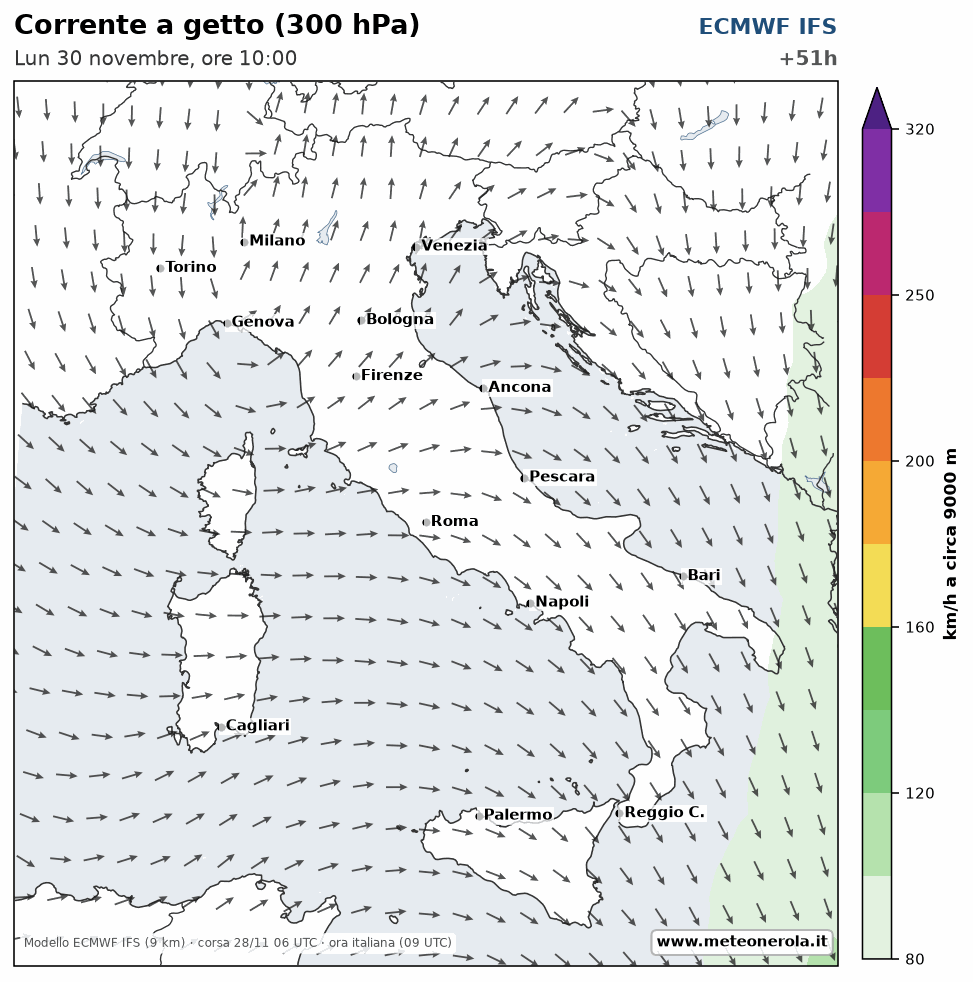 Corrente a getto (300 hPa)
ECMWF IFS
Lun 30 novembre, ore 10:00
+51h
Milano
Venezia
Torino
Genova
Bologna
Firenze
Ancona
Pescara
Roma
Bari
Napoli
Cagliari
Palermo
Reggio C.
320
250
200
160
120
80
km/h a circa 9000 m
Modello ECMWF IFS (9 km) · corsa 28/11 06 UTC · ora italiana (09 UTC)
www.meteonerola.it